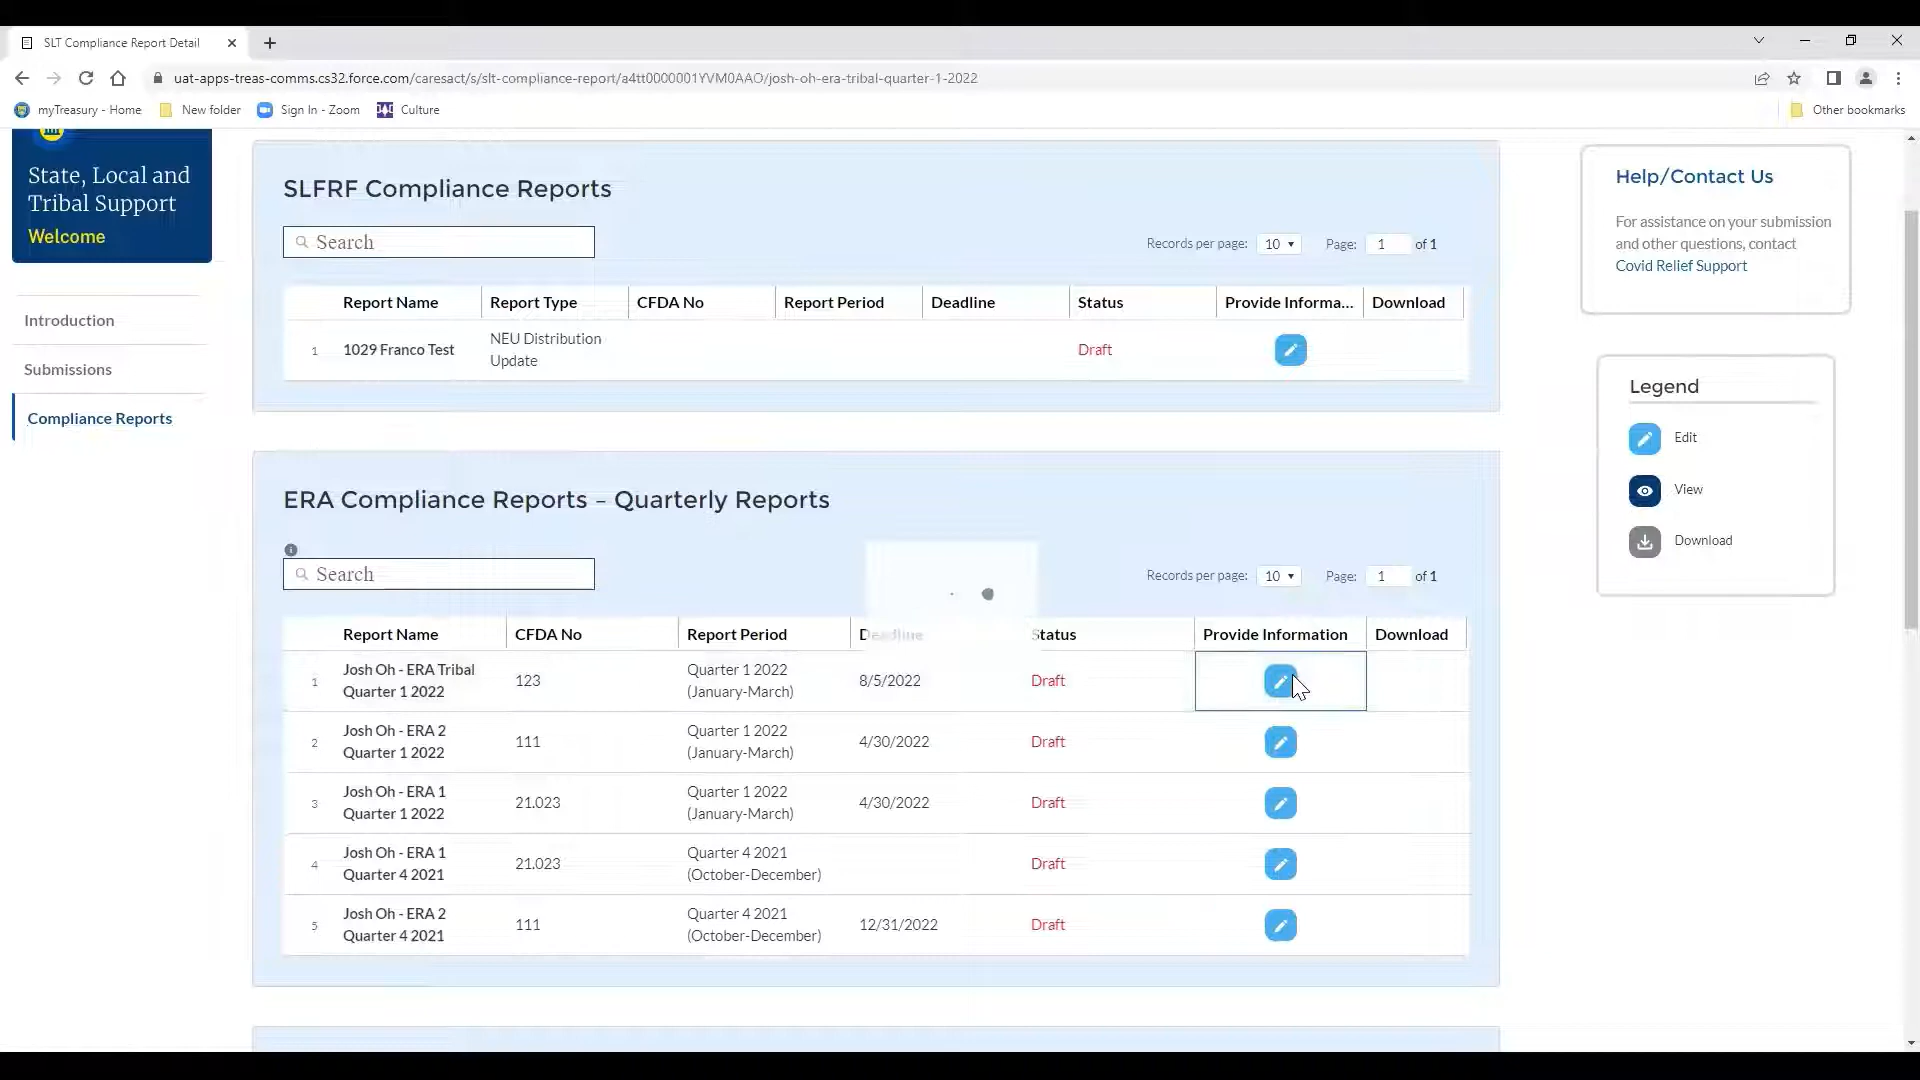 SLT Compliance Report Detail
uat-apps-treas-comms.cs32.force.com/caresact/s/slt-compliance-report/a4tt0000001YVM0AAO/josh-oh-era-tribal-quarter-1-2022
myTreasury - Home New folder Sign In - Zoom Culture Other bookmarks
State, Local and
Tribal Support
Welcome
Introduction
Submissions
Compliance Reports
SLFRF Compliance Reports
Search
Records per page: 10 Page: 1 of 1
Report Name Report Type CFDA No Report Period Deadline Status Provide Informa... Download
1 1029 Franco Test NEU Distribution Update Draft
ERA Compliance Reports – Quarterly Reports
Search
Records per page: 10 Page: 1 of 1
Report Name CFDA No Report Period Deadline Status Provide Information Download
1 Josh Oh - ERA Tribal Quarter 1 2022 123 Quarter 1 2022 (January-March) 8/5/2022 Draft
2 Josh Oh - ERA 2 Quarter 1 2022 111 Quarter 1 2022 (January-March) 4/30/2022 Draft
3 Josh Oh - ERA 1 Quarter 1 2022 21.023 Quarter 1 2022 (January-March) 4/30/2022 Draft
4 Josh Oh - ERA 1 Quarter 4 2021 21.023 Quarter 4 2021 (October-December) Draft
5 Josh Oh - ERA 2 Quarter 4 2021 111 Quarter 4 2021 (October-December) 12/31/2022 Draft
Help/Contact Us
For assistance on your submission
and other questions, contact
Covid Relief Support
Legend
Edit
View
Download